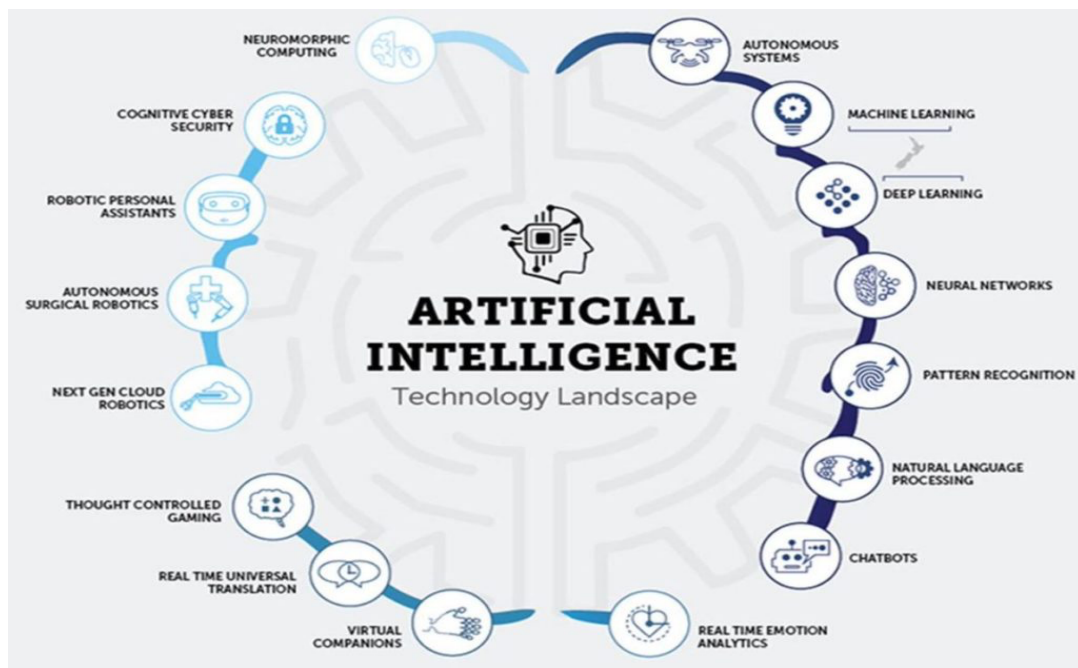 NEUROMORPHIC
COMPUTING
COGNITIVE CYBER
SECURITY
ROBOTIC PERSONAL
ASSISTANTS
AUTONOMOUS
SURGICAL ROBOTICS
NEXT GEN CLOUD
ROBOTICS
THOUGHT CONTROLLED
GAMING
REAL TIME UNIVERSAL
TRANSLATION
VIRTUAL
COMPANIONS
ARTIFICIAL
INTELLIGENCE
Technology Landscape
AUTONOMOUS
SYSTEMS
MACHINE LEARNING
DEEP LEARNING
NEURAL NETWORKS
PATTERN RECOGNITION
NATURAL LANGUAGE
PROCESSING
CHATBOTS
REAL TIME EMOTION
ANALYTICS